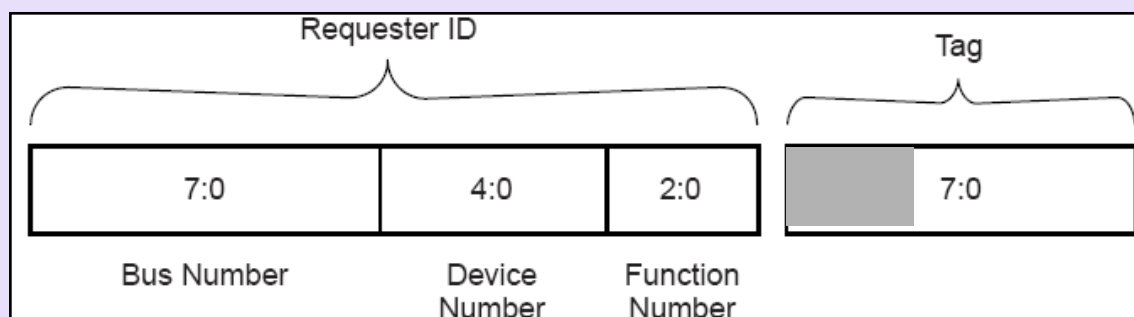 Requester ID
Tag
7:0
4:0
2:0
7:0
Bus Number
Device
Number
Function
Number